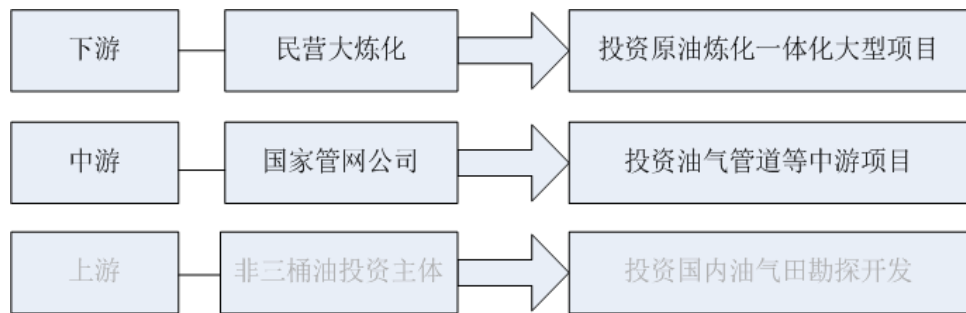 下游 民营大炼化 投资原油炼化一体化大型项目
中游 国家管网公司 投资油气管道等中游项目
上游 非三桶油投资主体 投资国内油气田勘探开发